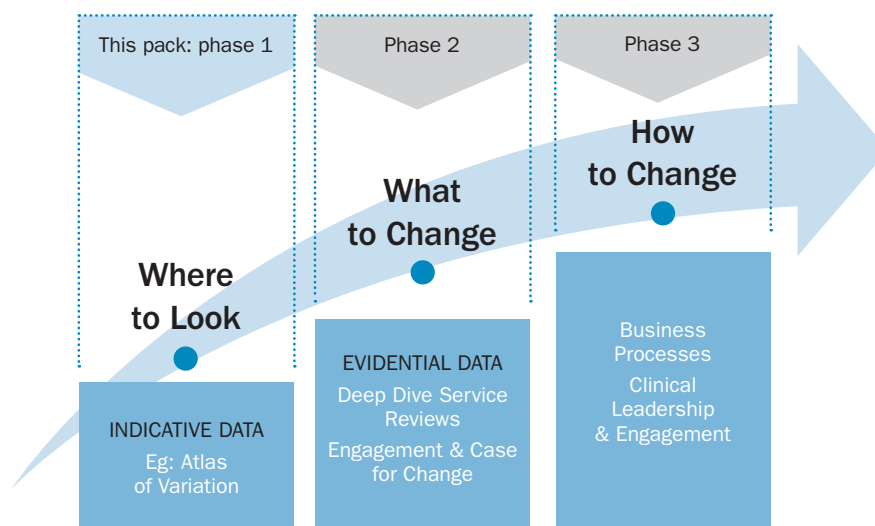 This pack: phase 1
Phase 2
Phase 3
Where
to Look
What
to Change
How
to Change
INDICATIVE DATA
Eg: Atlas
of Variation
EVIDENTIAL DATA
Deep Dive Service
Reviews
Engagement & Case
for Change
Business
Processes
Clinical
Leadership
& Engagement